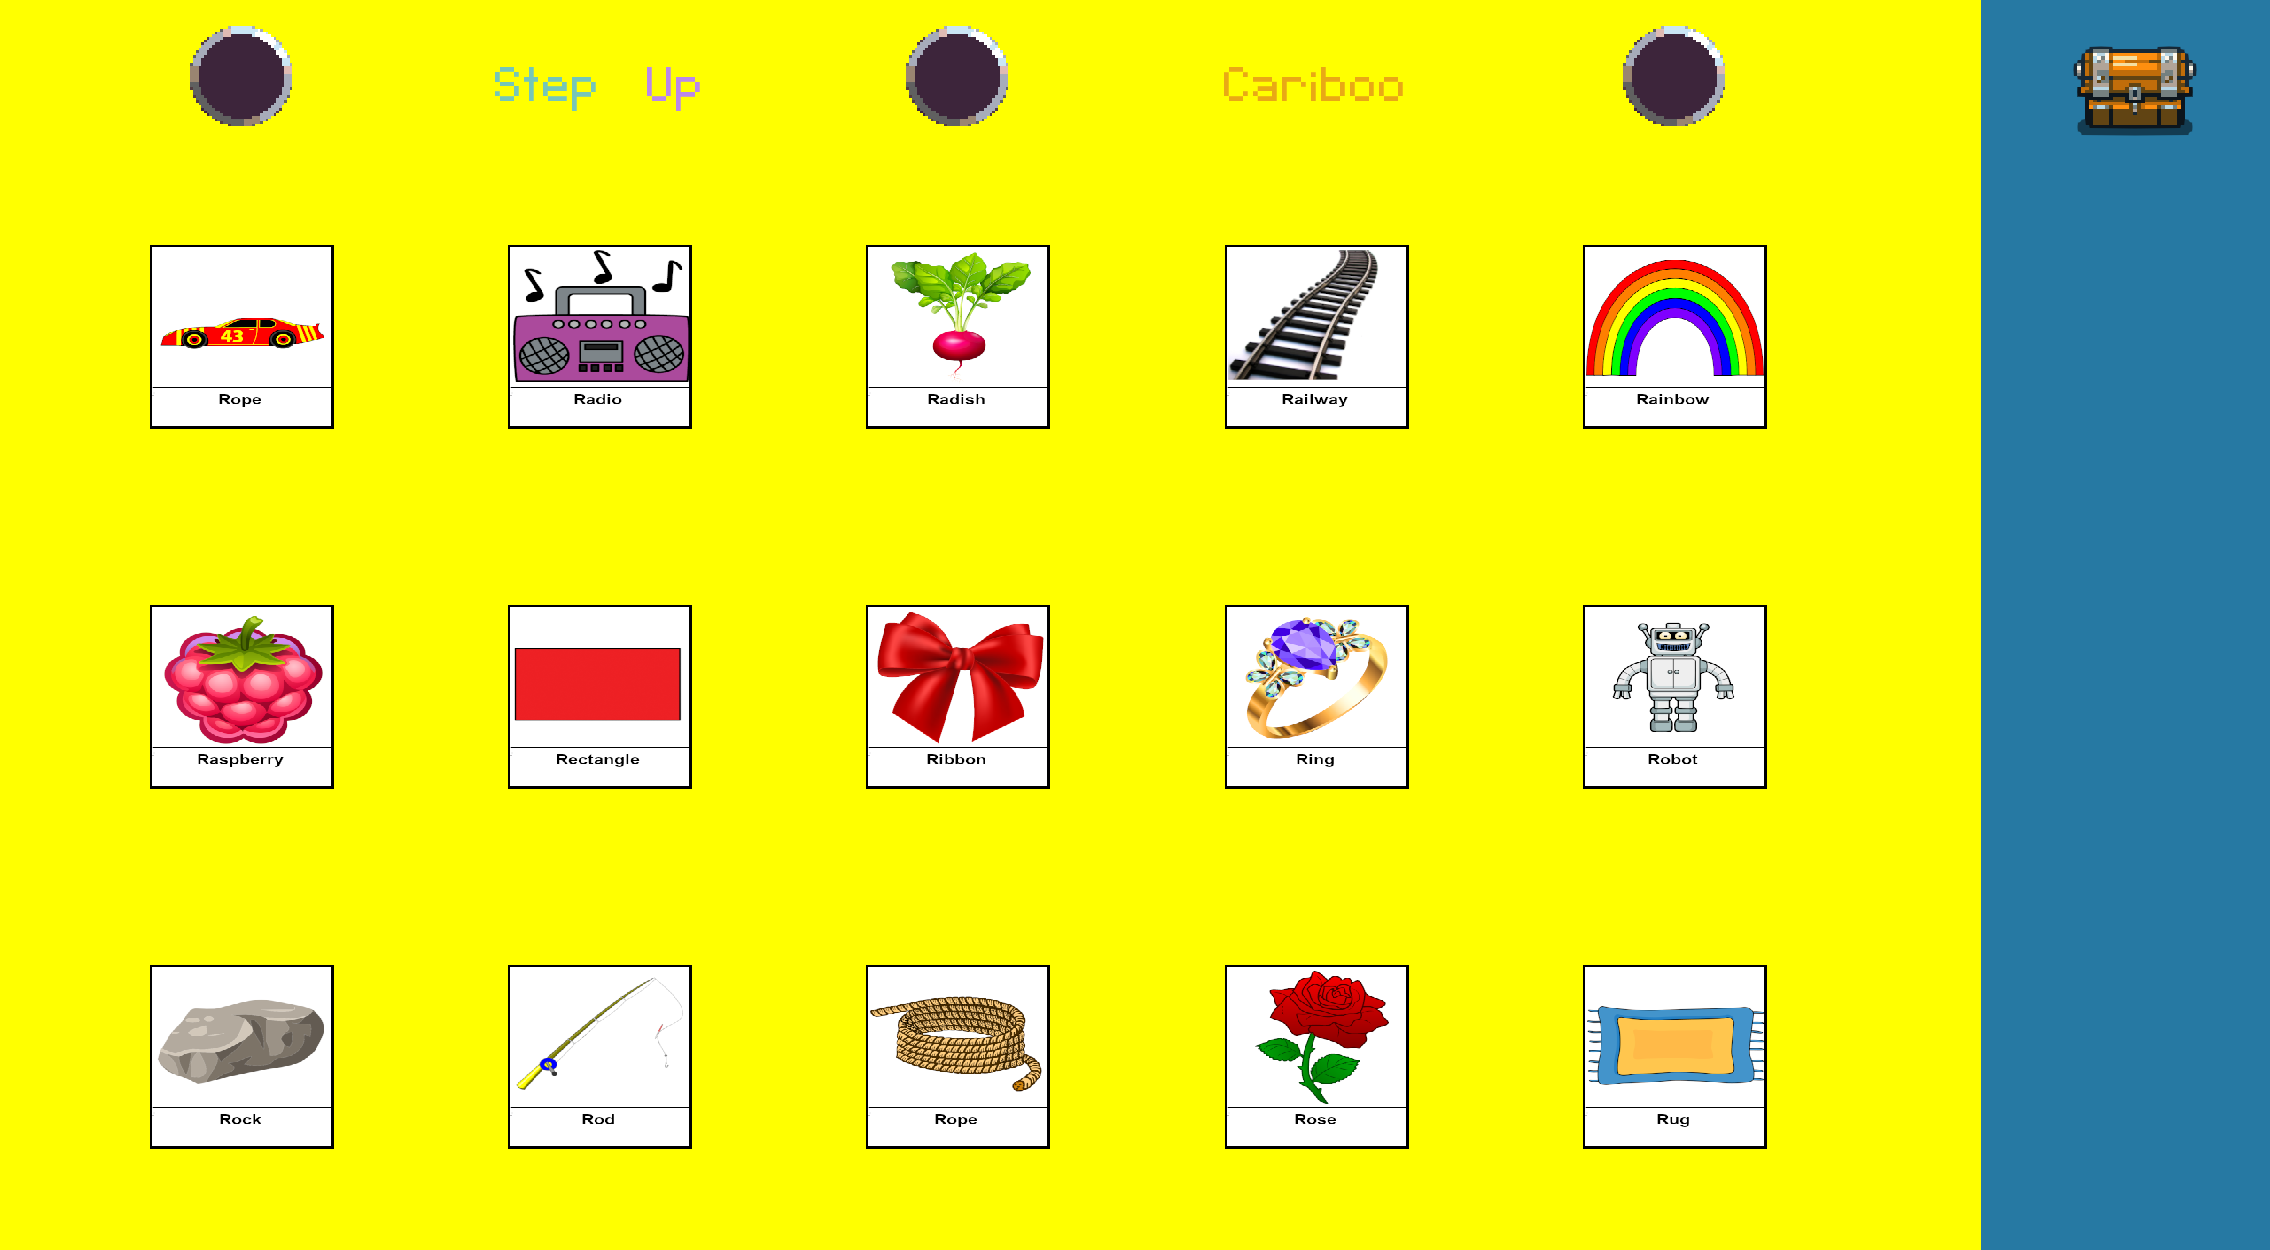 Step Up Cariboo
43
Rope Radio Radish Railway Rainbow
Raspberry Rectangle Ribbon Ring Robot
Rock Rod Rope Rose Rug